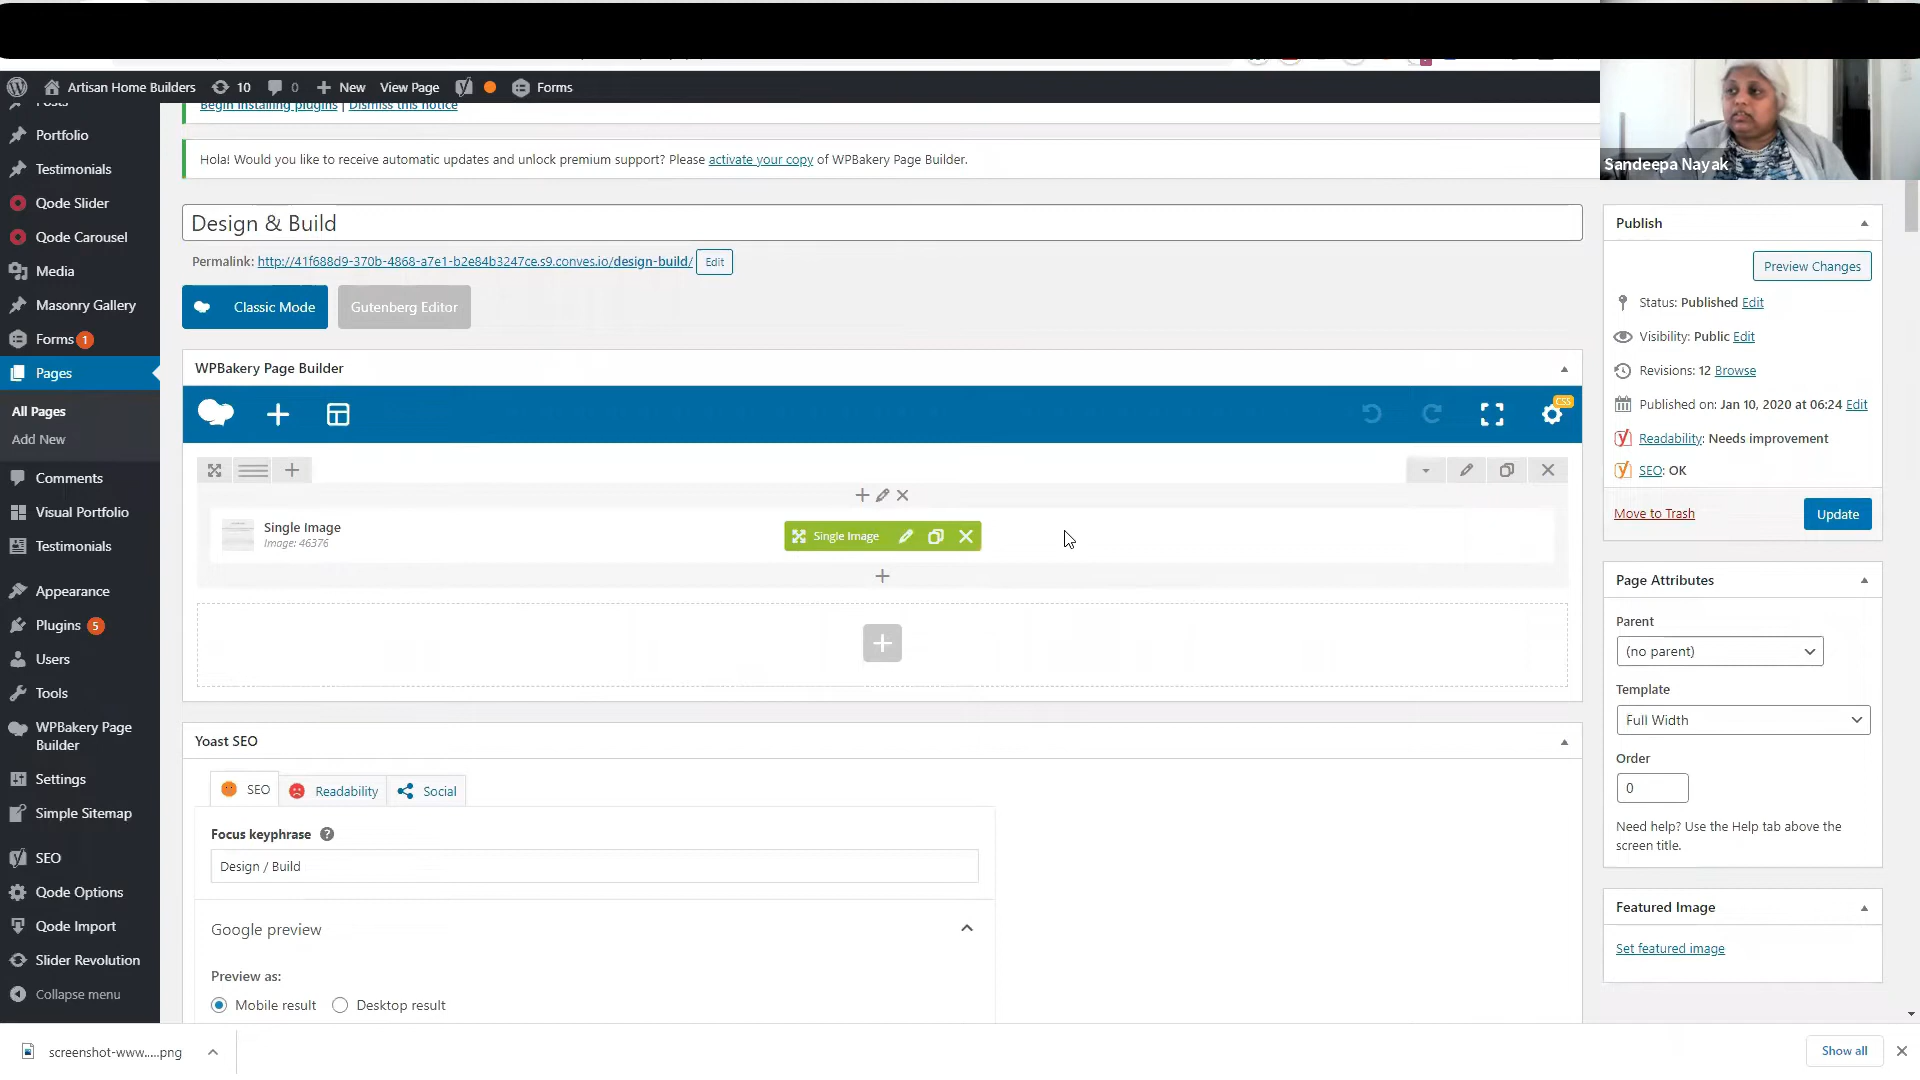 Artisan Home Builders
10
0
New
View Page
Forms
Posts
Portfolio
Testimonials
Qode Slider
Qode Carousel
Media
Masonry Gallery
Forms 1
Pages
All Pages
Add New
Comments
Visual Portfolio
Testimonials
Appearance
Plugins 5
Users
Tools
WPBakery Page
Builder
Settings
Simple Sitemap
SEO
Qode Options
Qode Import
Slider Revolution
Collapse menu
Begin installing plugins | Dismiss this notice
Hola! Would you like to receive automatic updates and unlock premium support? Please activate your copy of WPBakery Page Builder.
Sandeepa Nayak
Design & Build
Permalink: http://41f688d9-370b-4868-a7e1-b2e84b3247ce.s9.conves.io/design-build/ Edit
Classic Mode
Gutenberg Editor
WPBakery Page Builder
CSS
Single Image
Image: 46376
Single Image
Yoast SEO
SEO
Readability
Social
Focus keyphrase ?
Design / Build
Google preview
Preview as:
Mobile result
Desktop result
Publish
Preview Changes
Status: Published Edit
Visibility: Public Edit
Revisions: 12 Browse
Published on: Jan 10, 2020 at 06:24 Edit
Readability: Needs improvement
SEO: OK
Move to Trash
Update
Page Attributes
Parent
(no parent)
Template
Full Width
Order
0
Need help? Use the Help tab above the
screen title.
Featured Image
Set featured image
screenshot-www.....png
Show all